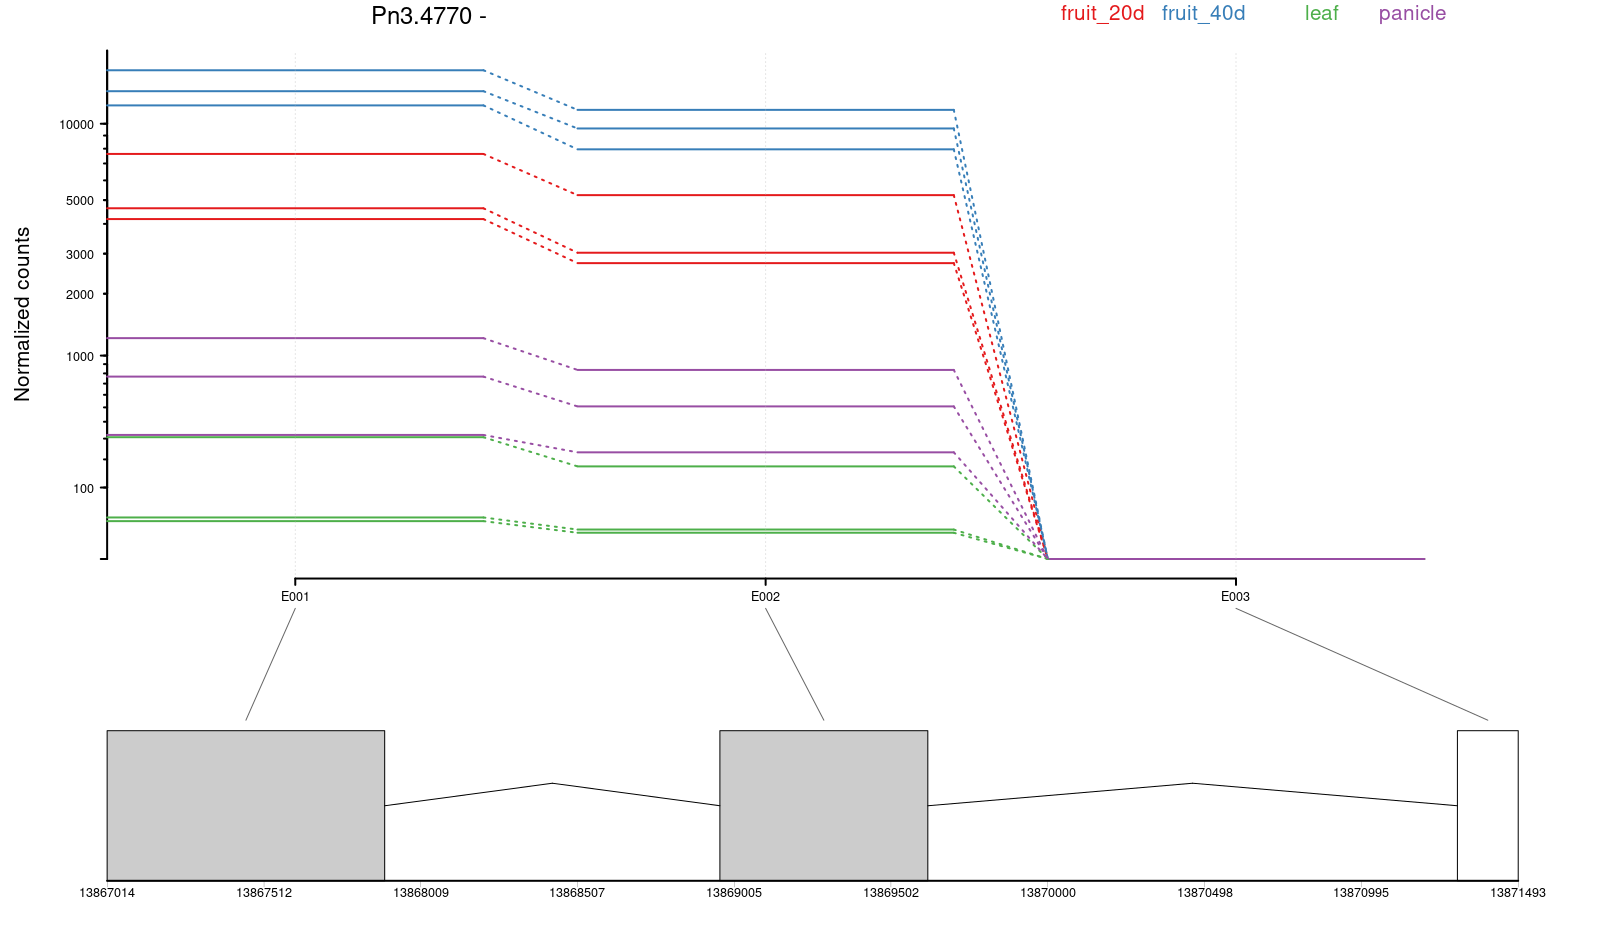 Pn3.4770 -
fruit_20d fruit_40d leaf panicle
Normalized counts
10000
5000
3000
2000
1000
100
E001 E002 E003
13867014 13867512 13868009 13868507 13869005 13869502 13870000 13870498 13870995 13871493